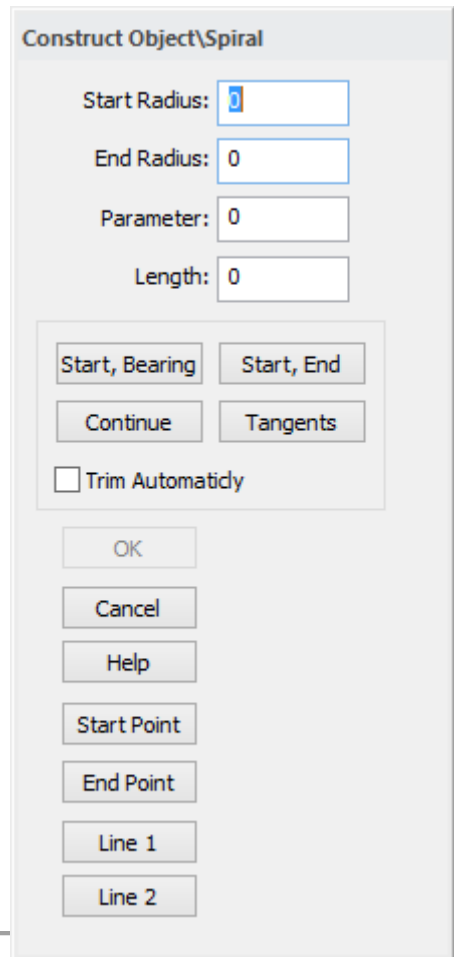 Construct Object\Spiral
Start Radius: 0
End Radius: 0
Parameter: 0
Length: 0
Start, Bearing Start, End
Continue Tangents
Trim Automaticly
OK
Cancel
Help
Start Point
End Point
Line 1
Line 2